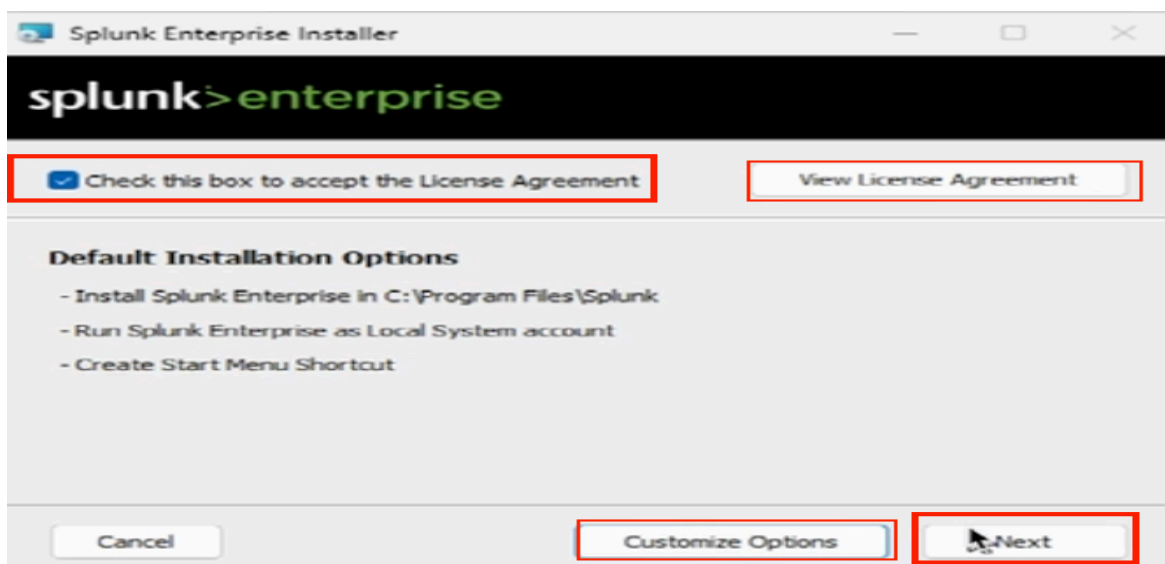 Splunk Enterprise Installer
splunk>enterprise
Check this box to accept the License Agreement
View License Agreement
Default Installation Options
- Install Splunk Enterprise in C:\Program Files\Splunk
- Run Splunk Enterprise as Local System account
- Create Start Menu Shortcut
Cancel
Customize Options
Next